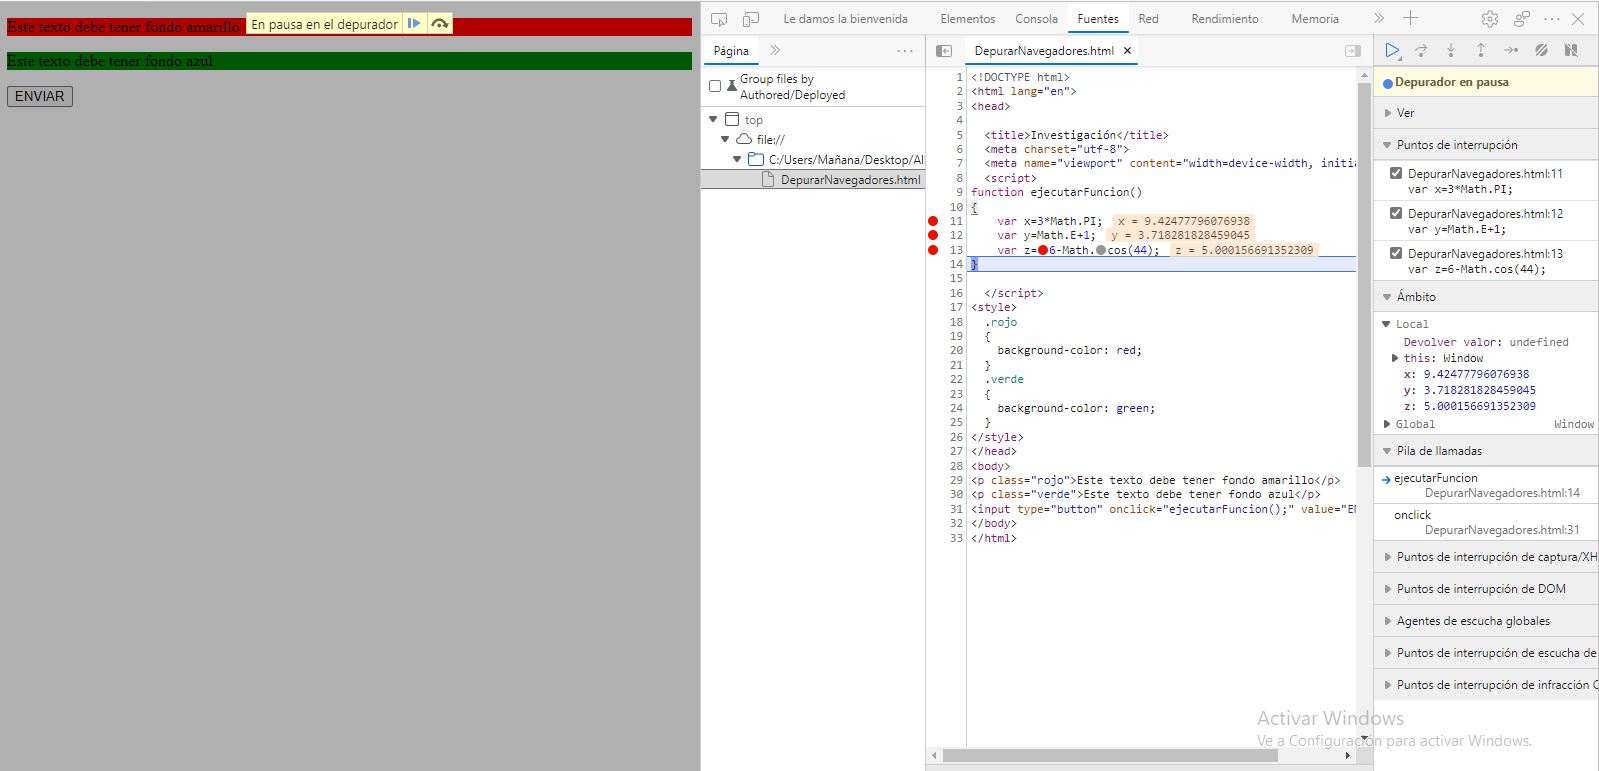 Este texto debe tener fondo amarillo
En pausa en el depurador
Este texto debe tener fondo azul
ENVIAR
Le damos la bienvenida
Elementos
Consola
Fuentes
Red
Rendimiento
Memoria
Página
Group files by
Authored/Deployed
top
file://
C:/Users/Mañana/Desktop/Al
DepurarNavegadores.html
DepurarNavegadores.html
1 <!DOCTYPE html>
2 <html lang="en">
3 <head>
4
5 <title>Investigación</title>
6 <meta charset="utf-8">
7 <meta name="viewport" content="width=device-width, initia
8 <script>
9 function ejecutarFuncion()
10 {
11 var x=3*Math.PI; x = 9.42477796076938
12 var y=Math.E+1; y = 3.718281828459045
13 var z=6-Math.cos(44); z = 5.000156691352309
14 }
15
16 </script>
17 <style>
18 .rojo
19 {
20 background-color: red;
21 }
22 .verde
23 {
24 background-color: green;
25 }
26 </style>
27 </head>
28 <body>
29 <p class="rojo">Este texto debe tener fondo amarillo</p>
30 <p class="verde">Este texto debe tener fondo azul</p>
31 <input type="button" onclick="ejecutarFuncion();" value="EN
32 </body>
33 </html>
Depurador en pausa
Ver
Puntos de interrupción
DepurarNavegadores.html:11
var x=3*Math.PI;
DepurarNavegadores.html:12
var y=Math.E+1;
DepurarNavegadores.html:13
var z=6-Math.cos(44);
Ámbito
Local
Devolver valor: undefined
this: Window
x: 9.42477796076938
y: 3.718281828459045
z: 5.000156691352309
Global Window
Pila de llamadas
ejecutarFuncion
DepurarNavegadores.html:14
onclick
DepurarNavegadores.html:31
Puntos de interrupción de captura/XH
Puntos de interrupción de DOM
Agentes de escucha globales
Puntos de interrupción de escucha de
Puntos de interrupción de infracción C
Activar Windows
Ve a Configuración para activar Windows.